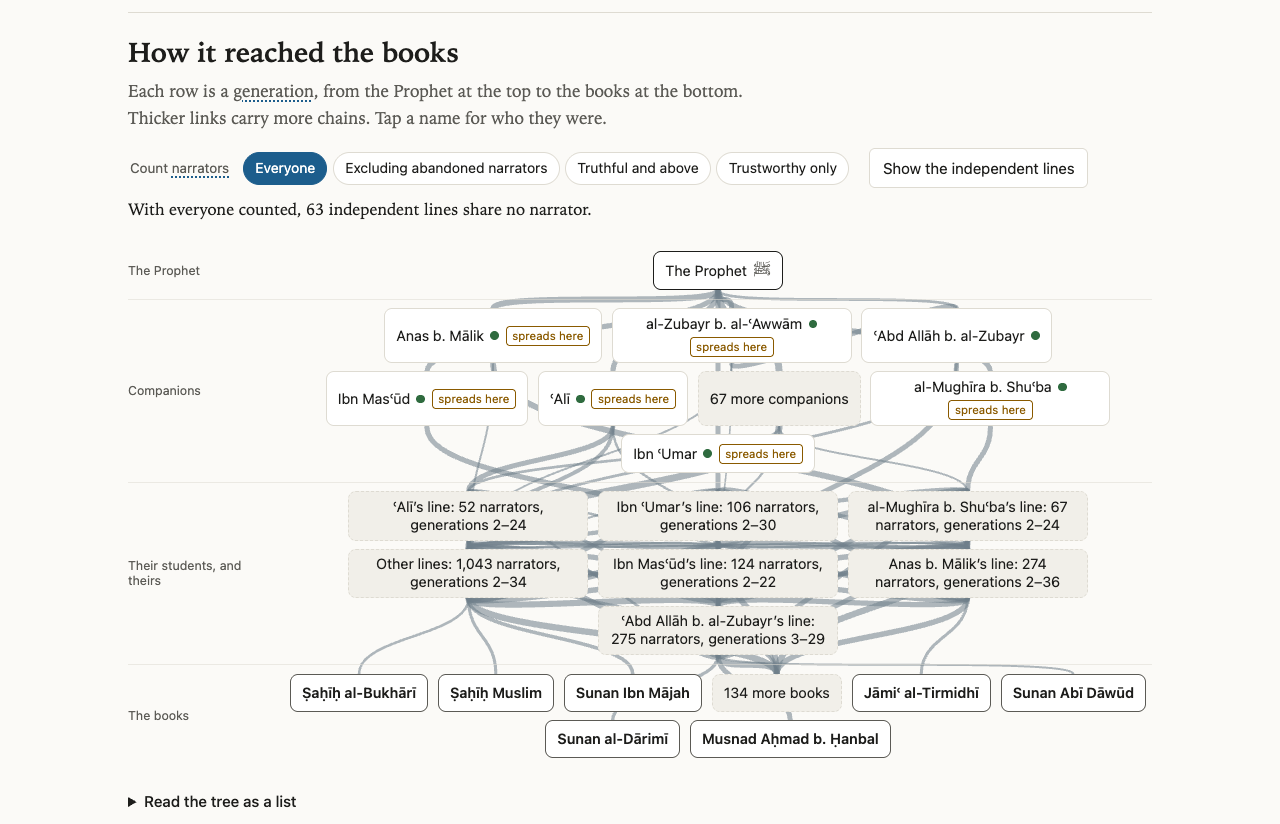 How it reached the books
Each row is a generation, from the Prophet at the top to the books at the bottom.
Thicker links carry more chains. Tap a name for who they were.
Count narrators Everyone Excluding abandoned narrators Truthful and above Trustworthy only Show the independent lines
With everyone counted, 63 independent lines share no narrator.
The Prophet
The Prophet ﷺ
Companions
Anas b. Mālik spreads here
al-Zubayr b. al-ʿAwwām
spreads here
ʿAbd Allāh b. al-Zubayr
Ibn Masʿūd spreads here
ʿAlī spreads here
67 more companions
al-Mughīra b. Shuʿba
spreads here
Ibn ʿUmar spreads here
Their students, and
theirs
ʿAlī’s line: 52 narrators,
generations 2–24
Ibn ʿUmar’s line: 106 narrators,
generations 2–30
al-Mughīra b. Shuʿba’s line: 67
narrators, generations 2–24
Other lines: 1,043 narrators,
generations 2–34
Ibn Masʿūd’s line: 124 narrators,
generations 2–22
Anas b. Mālik’s line: 274
narrators, generations 2–36
ʿAbd Allāh b. al-Zubayr’s line:
275 narrators, generations 3–29
The books
Ṣaḥīḥ al-Bukhārī
Ṣaḥīḥ Muslim
Sunan Ibn Mājah
134 more books
Jāmiʿ al-Tirmidhī
Sunan Abī Dāwūd
Sunan al-Dārimī
Musnad Aḥmad b. Ḥanbal
Read the tree as a list